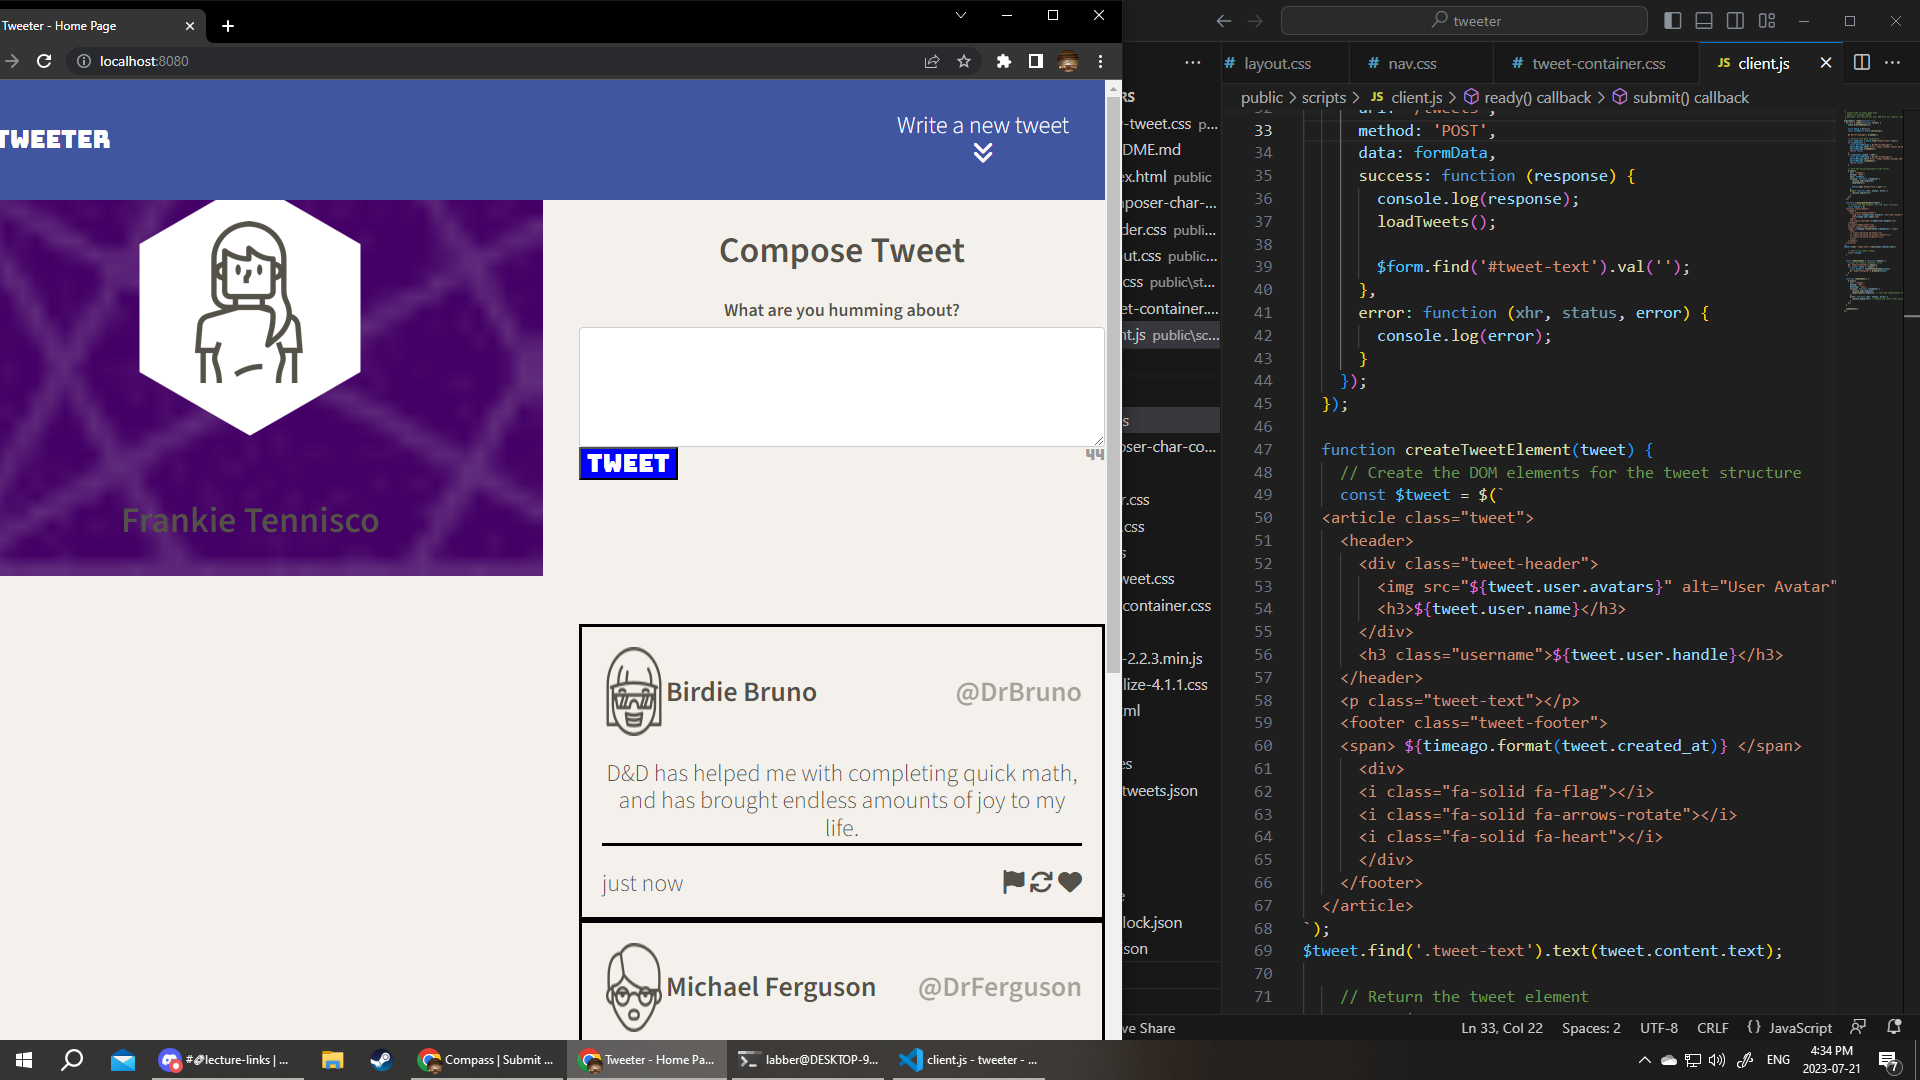 Tweeter - Home Page
localhost:8080
TWEETER
Write a new tweet
Frankie Tennisco
Compose Tweet
What are you humming about?
TWEET
44
Birdie Bruno
@DrBruno
D&D has helped me with completing quick math,
and has brought endless amounts of joy to my
life.
just now
Michael Ferguson
@DrFerguson
tweeter
# layout.css
# nav.css
# tweet-container.css
JS client.js
public > scripts > JS client.js > ready() callback > submit() callback
RS
-tweet.css p...
DME.md
ex.html public
poser-char-...
der.css publi...
out.css public...
.css public\st...
et-container....
nt.js public\sc...
s
oser-char-co...
r.css
.css
s
weet.css
container.css
-2.2.3.min.js
lize-4.1.1.css
ml
es
tweets.json
e
lock.json
son
33 method: 'POST',
34 data: formData,
35 success: function (response) {
36 console.log(response);
37 loadTweets();
38
39 $form.find('#tweet-text').val('');
40 },
41 error: function (xhr, status, error) {
42 console.log(error);
43 }
44 });
45 });
46
47 function createTweetElement(tweet) {
48 // Create the DOM elements for the tweet structure
49 const $tweet = $(`
50 <article class="tweet">
51 <header>
52 <div class="tweet-header">
53 <img src="${tweet.user.avatars}" alt="User Avatar"
54 <h3>${tweet.user.name}</h3>
55 </div>
56 <h3 class="username">${tweet.user.handle}</h3>
57 </header>
58 <p class="tweet-text"></p>
59 <footer class="tweet-footer">
60 <span> ${timeago.format(tweet.created_at)} </span>
61 <div>
62 <i class="fa-solid fa-flag"></i>
63 <i class="fa-solid fa-arrows-rotate"></i>
64 <i class="fa-solid fa-heart"></i>
65 </div>
66 </footer>
67 </article>
68 `);
69 $tweet.find('.tweet-text').text(tweet.content.text);
70
71 // Return the tweet element
ve Share
Ln 33, Col 22
Spaces: 2
UTF-8
CRLF
{} JavaScript
#🔗lecture-links | ...
Compass | Submit ...
Tweeter - Home Pa...
labber@DESKTOP-9...
client.js - tweeter - ...
ENG
4:34 PM
2023-07-21
7